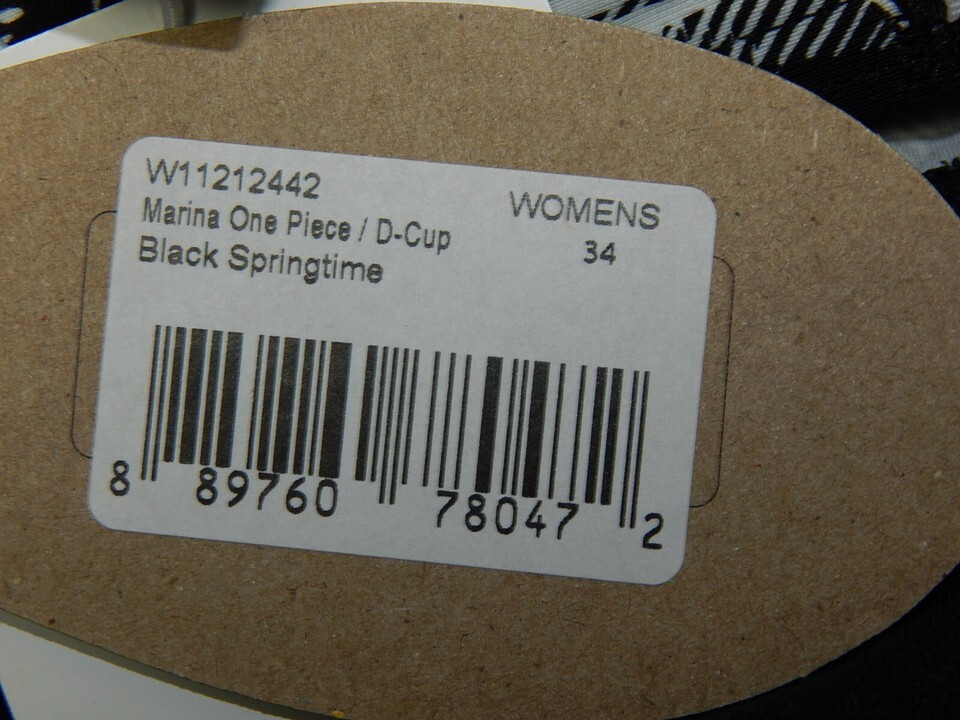 W11212442
Marina One Piece / D-Cup
Black Springtime
WOMENS
34
8 89760 78047 2